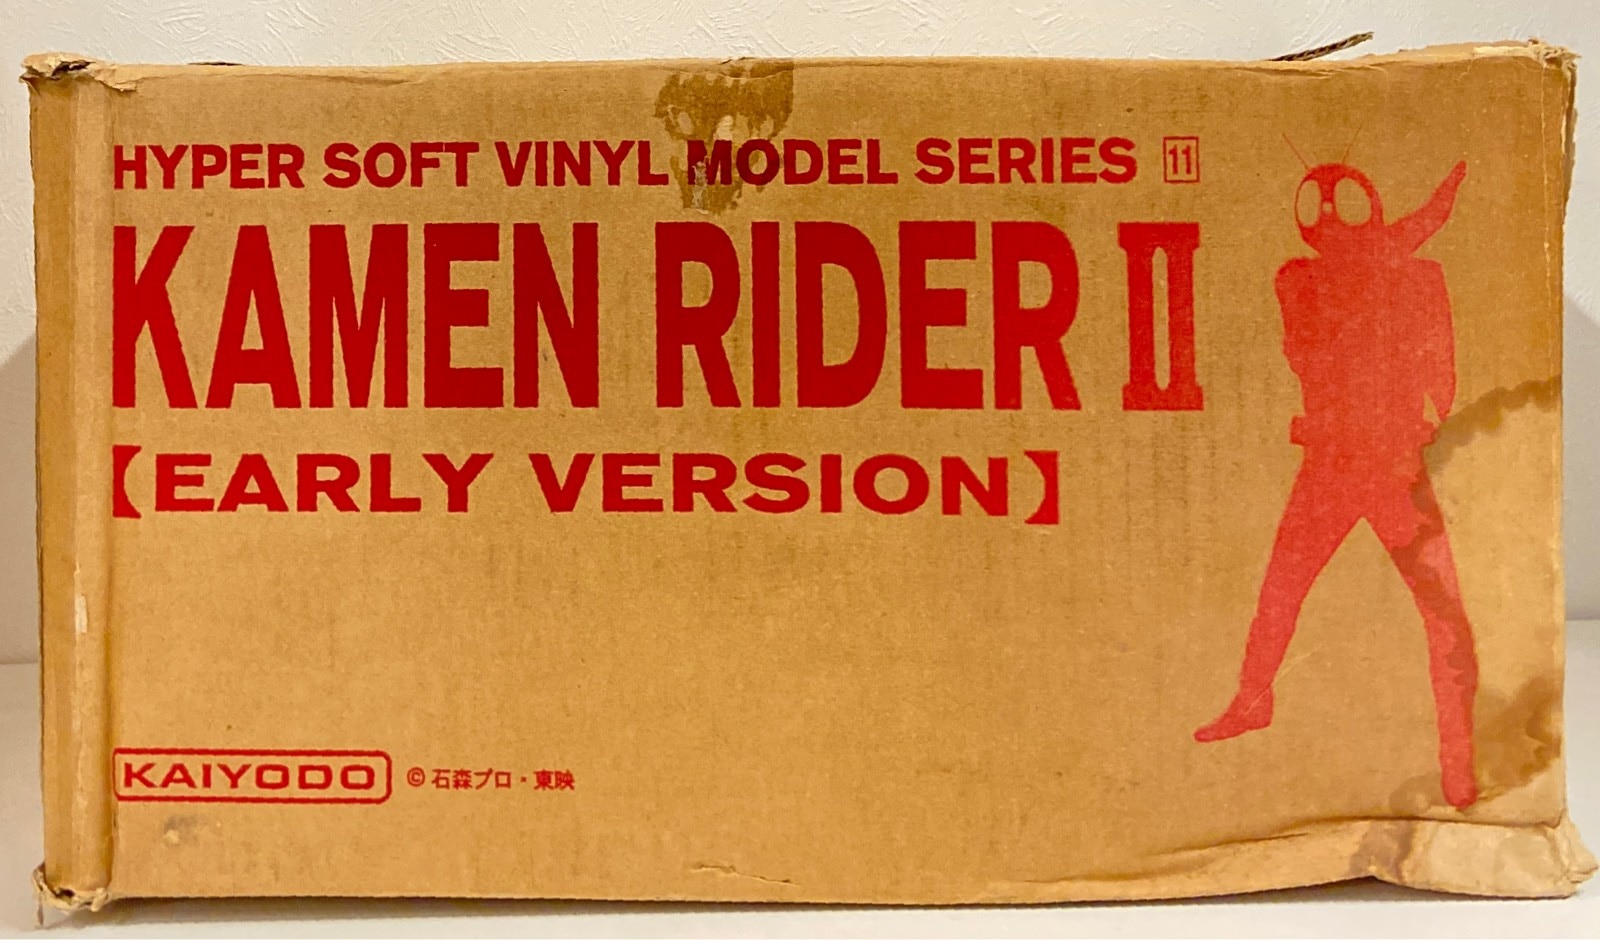 HYPER SOFT VINYL MODEL SERIES 11
KAMEN RIDER II
【EARLY VERSION】
KAIYODO © 石森プロ・東映